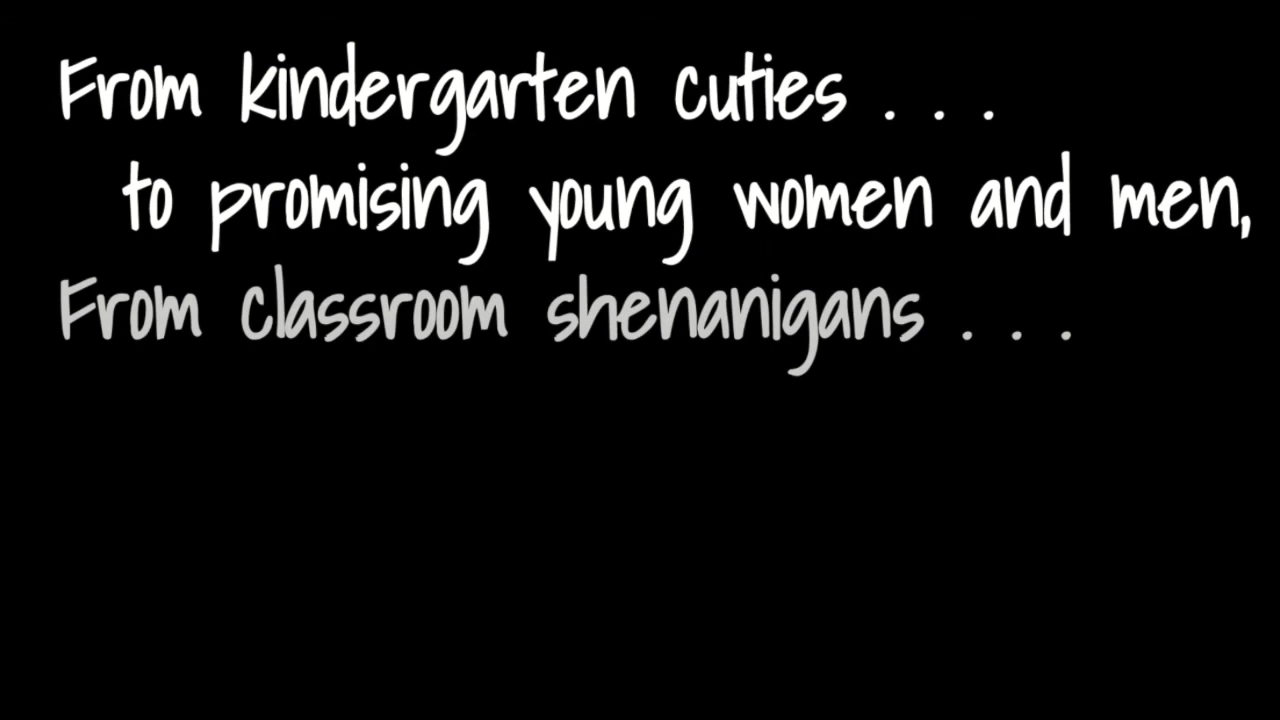 From kindergarten cuties . . .
to promising young women and men,
From classroom shenanigans . . .